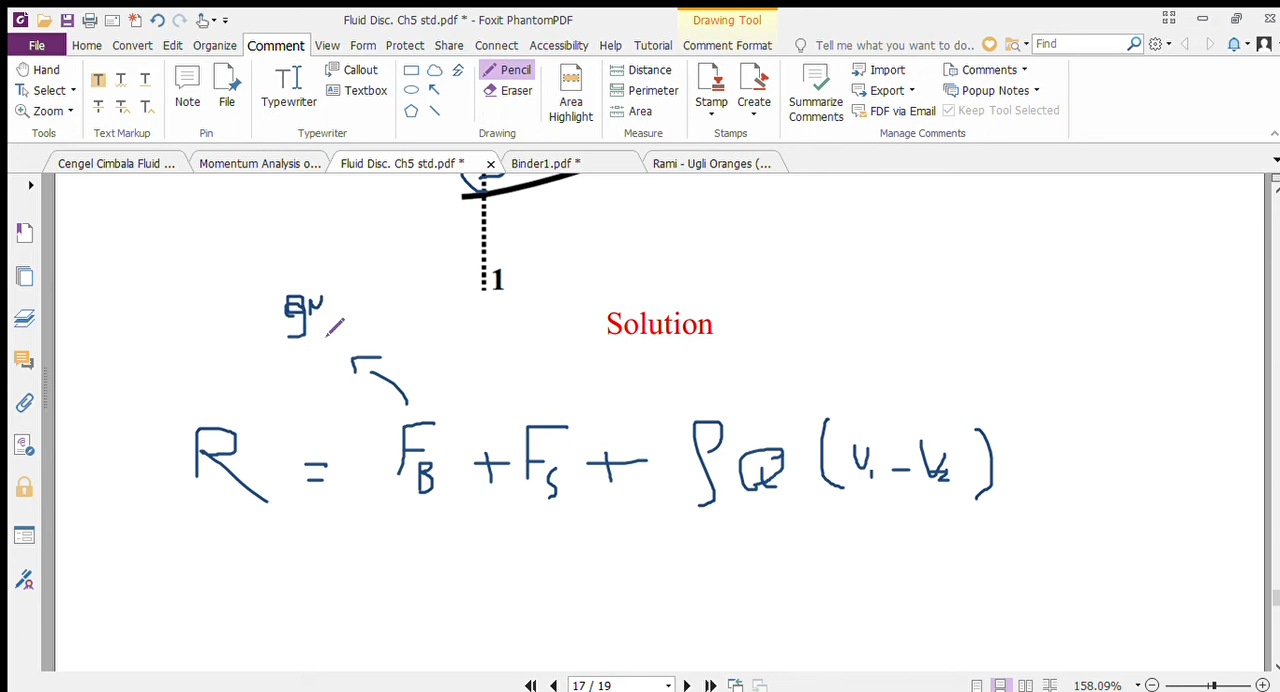 Fluid Disc. Ch5 std.pdf * - Foxit PhantomPDF
Drawing Tool
File Home Convert Edit Organize Comment View Form Protect Share Connect Accessibility Help Tutorial Comment Format Tell me what you want to do.. Find
Hand
Select
Zoom
Tools
Text Markup
Note
File
Pin
Typewriter
Callout
Textbox
Typewriter
Pencil
Eraser
Drawing
Area Highlight
Distance
Perimeter
Area
Measure
Stamp
Create
Stamps
Summarize Comments
Import
Export
FDF via Email
Comments
Popup Notes
Keep Tool Selected
Manage Comments
Cengel Cimbala Fluid ...
Momentum Analysis o...
Fluid Disc. Ch5 std.pdf *
Binder1.pdf *
Rami - Ugli Oranges (...
1
Solution
R = F_B + F_S + ρQ (V₁ - V₂)
17 / 19
158.09%